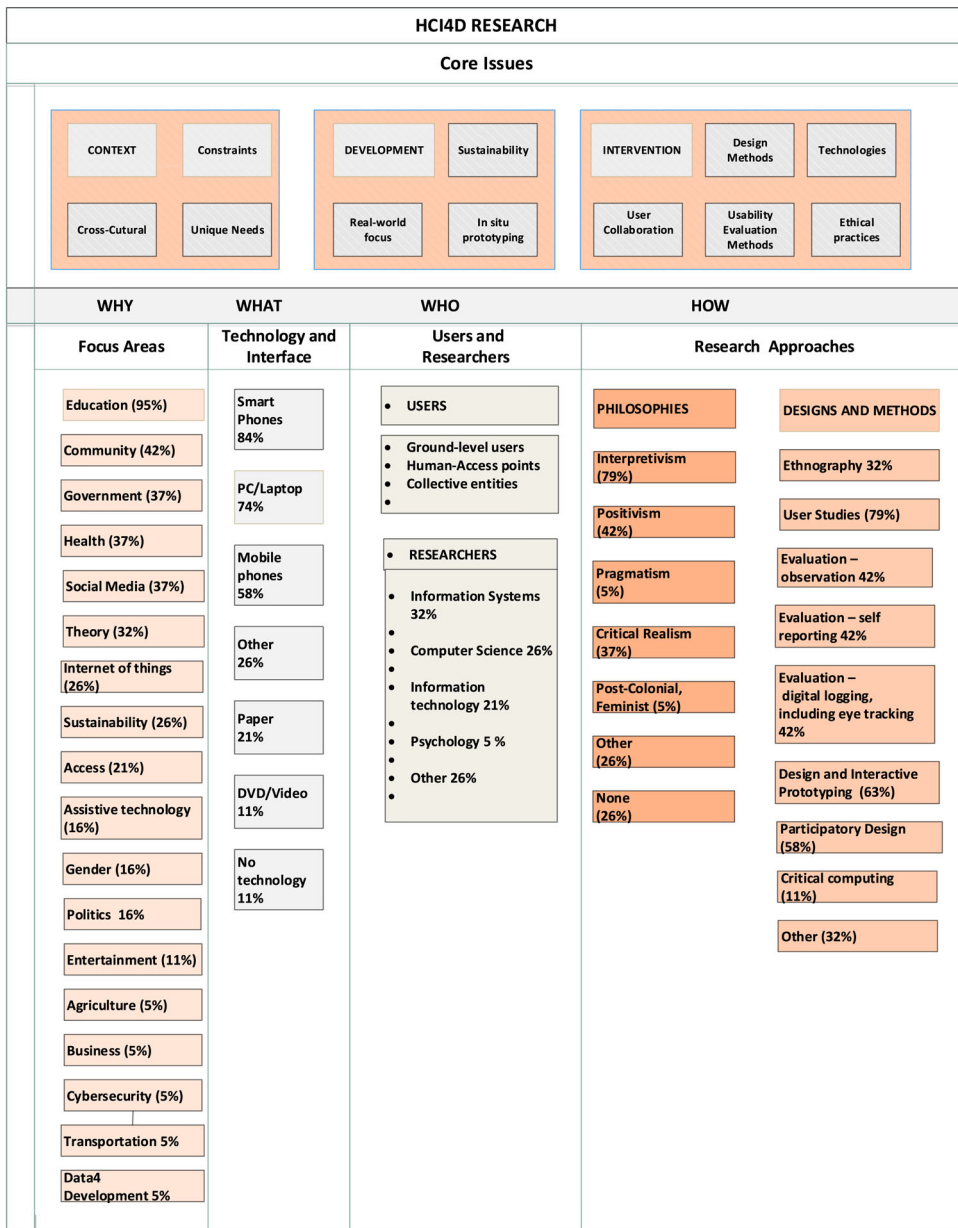 HCI4D RESEARCH
Core Issues
CONTEXT
Constraints
Cross-Cutural
Unique Needs
DEVELOPMENT
Sustainability
Real-world
focus
In situ
prototyping
INTERVENTION
Design
Methods
Technologies
User
Collaboration
Usability
Evaluation
Methods
Ethical
practices
WHY
WHAT
WHO
HOW
Focus Areas
Technology and
Interface
Users and
Researchers
Research Approaches
Education (95%)
Community (42%)
Government (37%)
Health (37%)
Social Media (37%)
Theory (32%)
Internet of things
(26%)
Sustainability (26%)
Access (21%)
Assistive technology
(16%)
Gender (16%)
Politics 16%
Entertainment (11%)
Agriculture (5%)
Business (5%)
Cybersecurity (5%)
Transportation 5%
Data4
Development 5%
Smart
Phones
84%
PC/Laptop
74%
Mobile
phones
58%
Other
26%
Paper
21%
DVD/Video
11%
No
technology
11%
• USERS
• Ground-level users
• Human-Access points
• Collective entities
•
• RESEARCHERS
• Information Systems
32%
•
• Computer Science 26%
•
• Information
technology 21%
•
• Psychology 5 %
•
• Other 26%
•
PHILOSOPHIES
Interpretivism
(79%)
Positivism
(42%)
Pragmatism
(5%)
Critical Realism
(37%)
Post-Colonial,
Feminist (5%)
Other
(26%)
None
(26%)
DESIGNS AND METHODS
Ethnography 32%
User Studies (79%)
Evaluation –
observation 42%
Evaluation – self
reporting 42%
Evaluation –
digital logging,
including eye tracking
42%
Design and Interactive
Prototyping (63%)
Participatory Design
(58%)
Critical computing
(11%)
Other (32%)